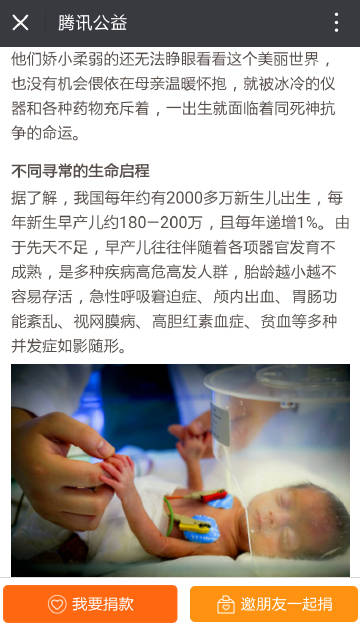 腾讯公益
他们娇小柔弱的还无法睁眼看看这个美丽世界，
也没有机会偎依在母亲温暖怀抱，就被冰冷的仪
器和各种药物充斥着，一出生就面临着同死神抗
争的命运。
不同寻常的生命启程
据了解，我国每年约有2000多万新生儿出生，每
年新生早产儿约180—200万，且每年递增1%。由
于先天不足，早产儿往往伴随着各项器官发育不
成熟，是多种疾病高危高发人群，胎龄越小越不
容易存活，急性呼吸窘迫症、颅内出血、胃肠功
能紊乱、视网膜病、高胆红素血症、贫血等多种
并发症如影随形。
我要捐款
邀朋友一起捐